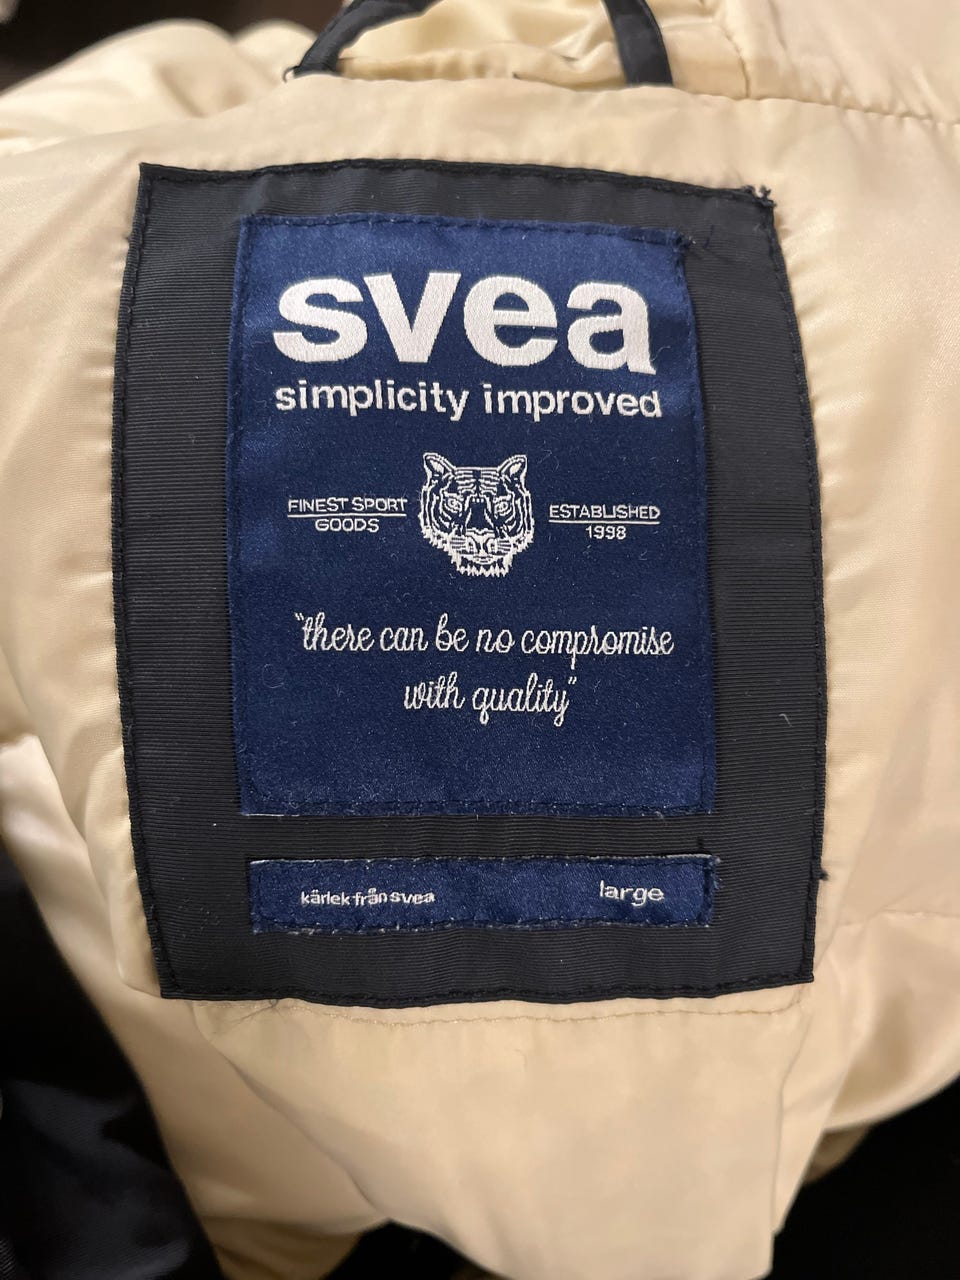 svea
simplicity improved
FINEST SPORT
GOODS
ESTABLISHED
1998
"there can be no compromise
with quality"
kärlek från svea
large